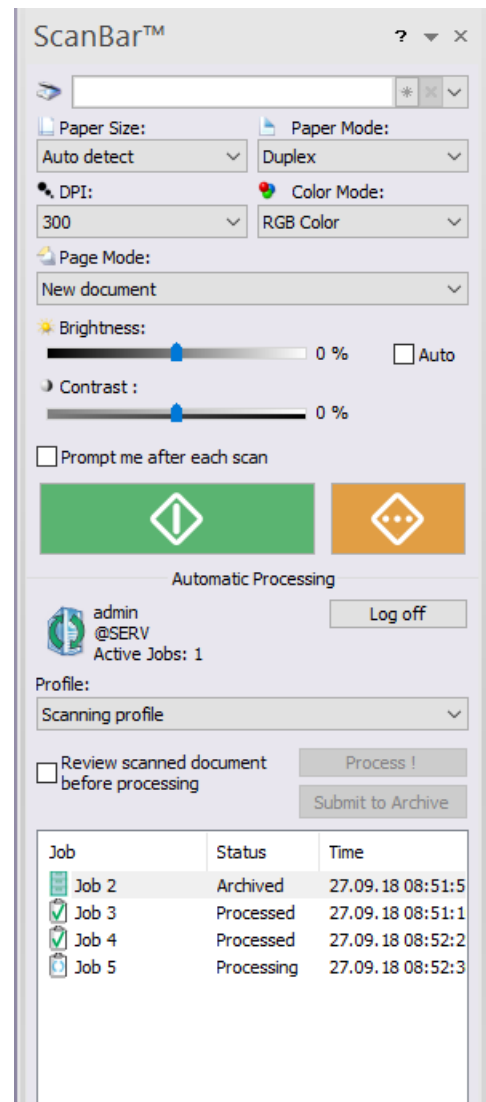 ScanBar™ ?
Paper Size: Paper Mode:
Auto detect Duplex
DPI: Color Mode:
300 RGB Color
Page Mode:
New document
Brightness:
0 % Auto
Contrast :
0 %
Prompt me after each scan
Automatic Processing
admin
@SERV
Active Jobs: 1
Log off
Profile:
Scanning profile
Review scanned document
before processing
Process !
Submit to Archive
Job Status Time
Job 2 Archived 27.09.18 08:51:5
Job 3 Processed 27.09.18 08:51:1
Job 4 Processed 27.09.18 08:52:2
Job 5 Processing 27.09.18 08:52:3